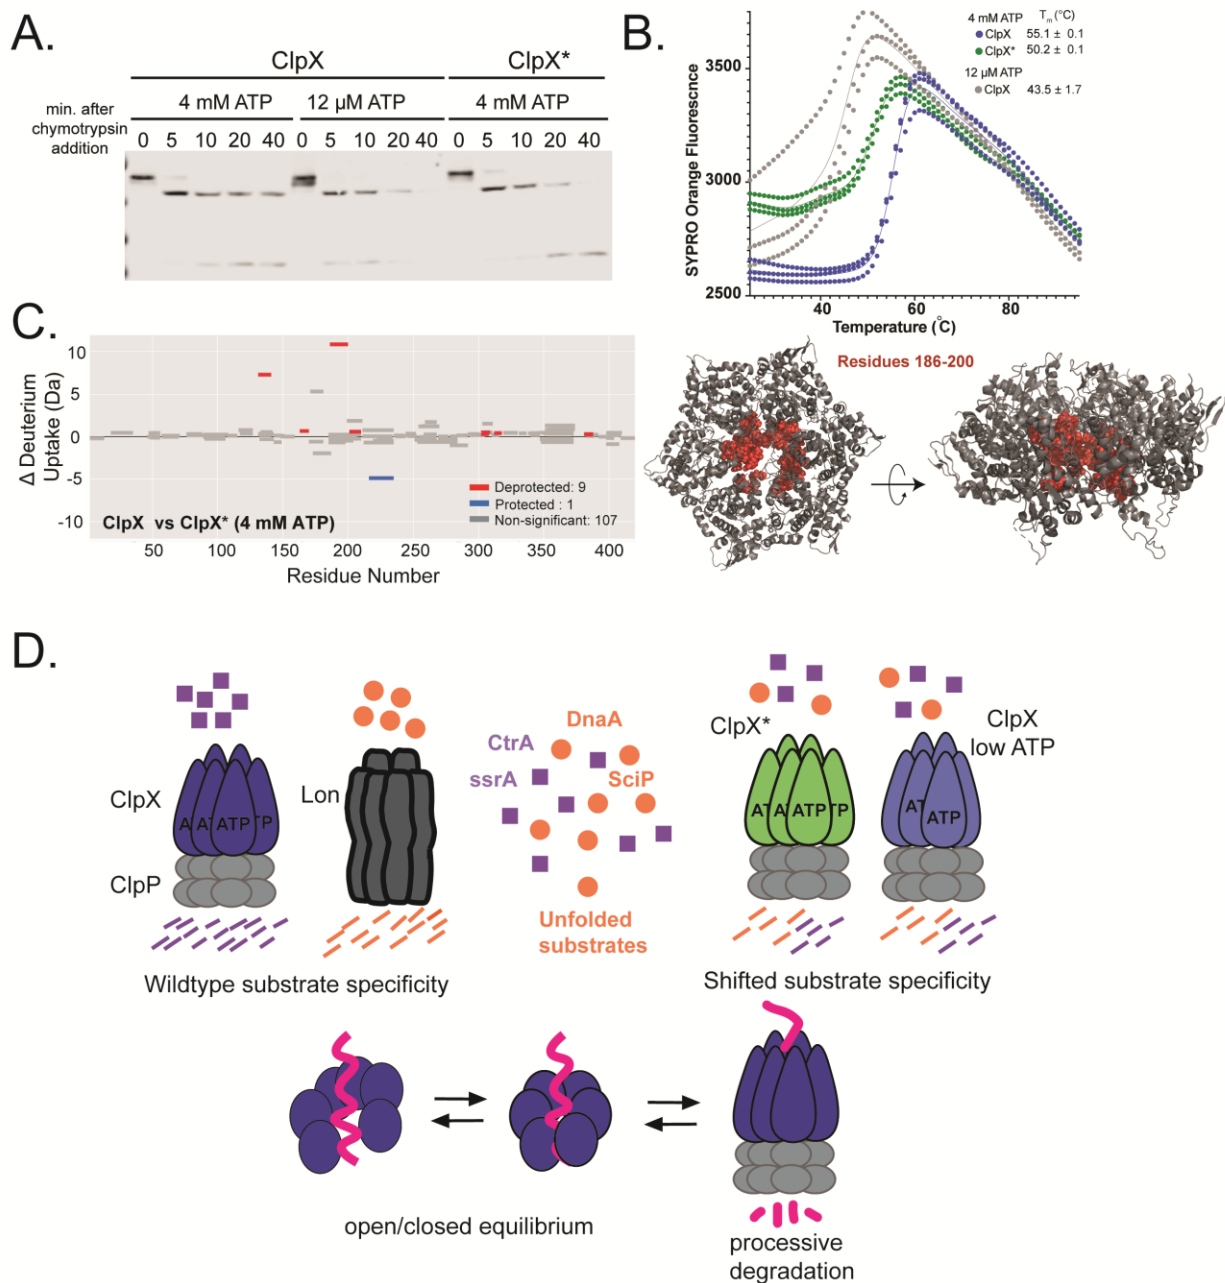 A.
ClpX
ClpX*
min. after
chymotrypsin
addition
4 mM ATP
12 µM ATP
4 mM ATP
0 5 10 20 40 0 5 10 20 40 0 5 10 20 40
B.
SYPRO Orange Fluorescnce
3500
3000
2500
40 60 80
Temperature (°C)
4 mM ATP Tm (°C)
ClpX 55.1 ± 0.1
ClpX* 50.2 ± 0.1
12 µM ATP
ClpX 43.5 ± 1.7
C.
Δ Deuterium
Uptake (Da)
10
5
0
-5
-10
Deprotected: 9
Protected : 1
Non-significant: 107
ClpX vs ClpX* (4 mM ATP)
50 100 150 200 250 300 350 400
Residue Number
Residues 186-200
D.
ClpX
ClpP
A AT ATP TP
Lon
Wildtype substrate specificity
DnaA
CtrA
ssrA
SciP
Unfolded
substrates
ClpX*
AT A ATP TP
ClpX
low ATP
AT ATP
Shifted substrate specificity
open/closed equilibrium
processive
degradation